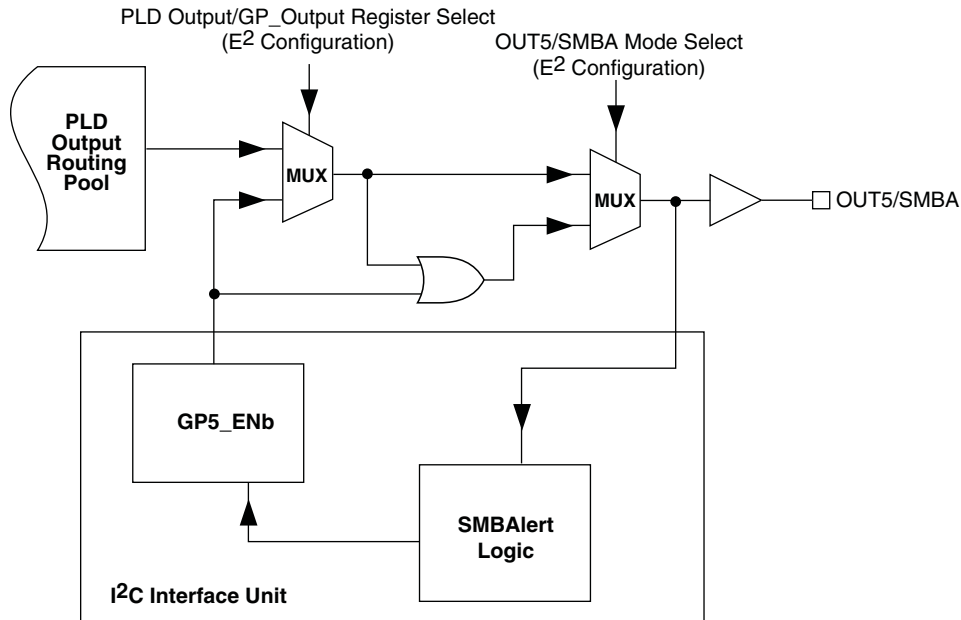 PLD Output/GP_Output Register Select
(E2 Configuration)
OUT5/SMBA Mode Select
(E2 Configuration)
PLD
Output
Routing
Pool
MUX
MUX
OUT5/SMBA
GP5_ENb
SMBAlert
Logic
I2C Interface Unit